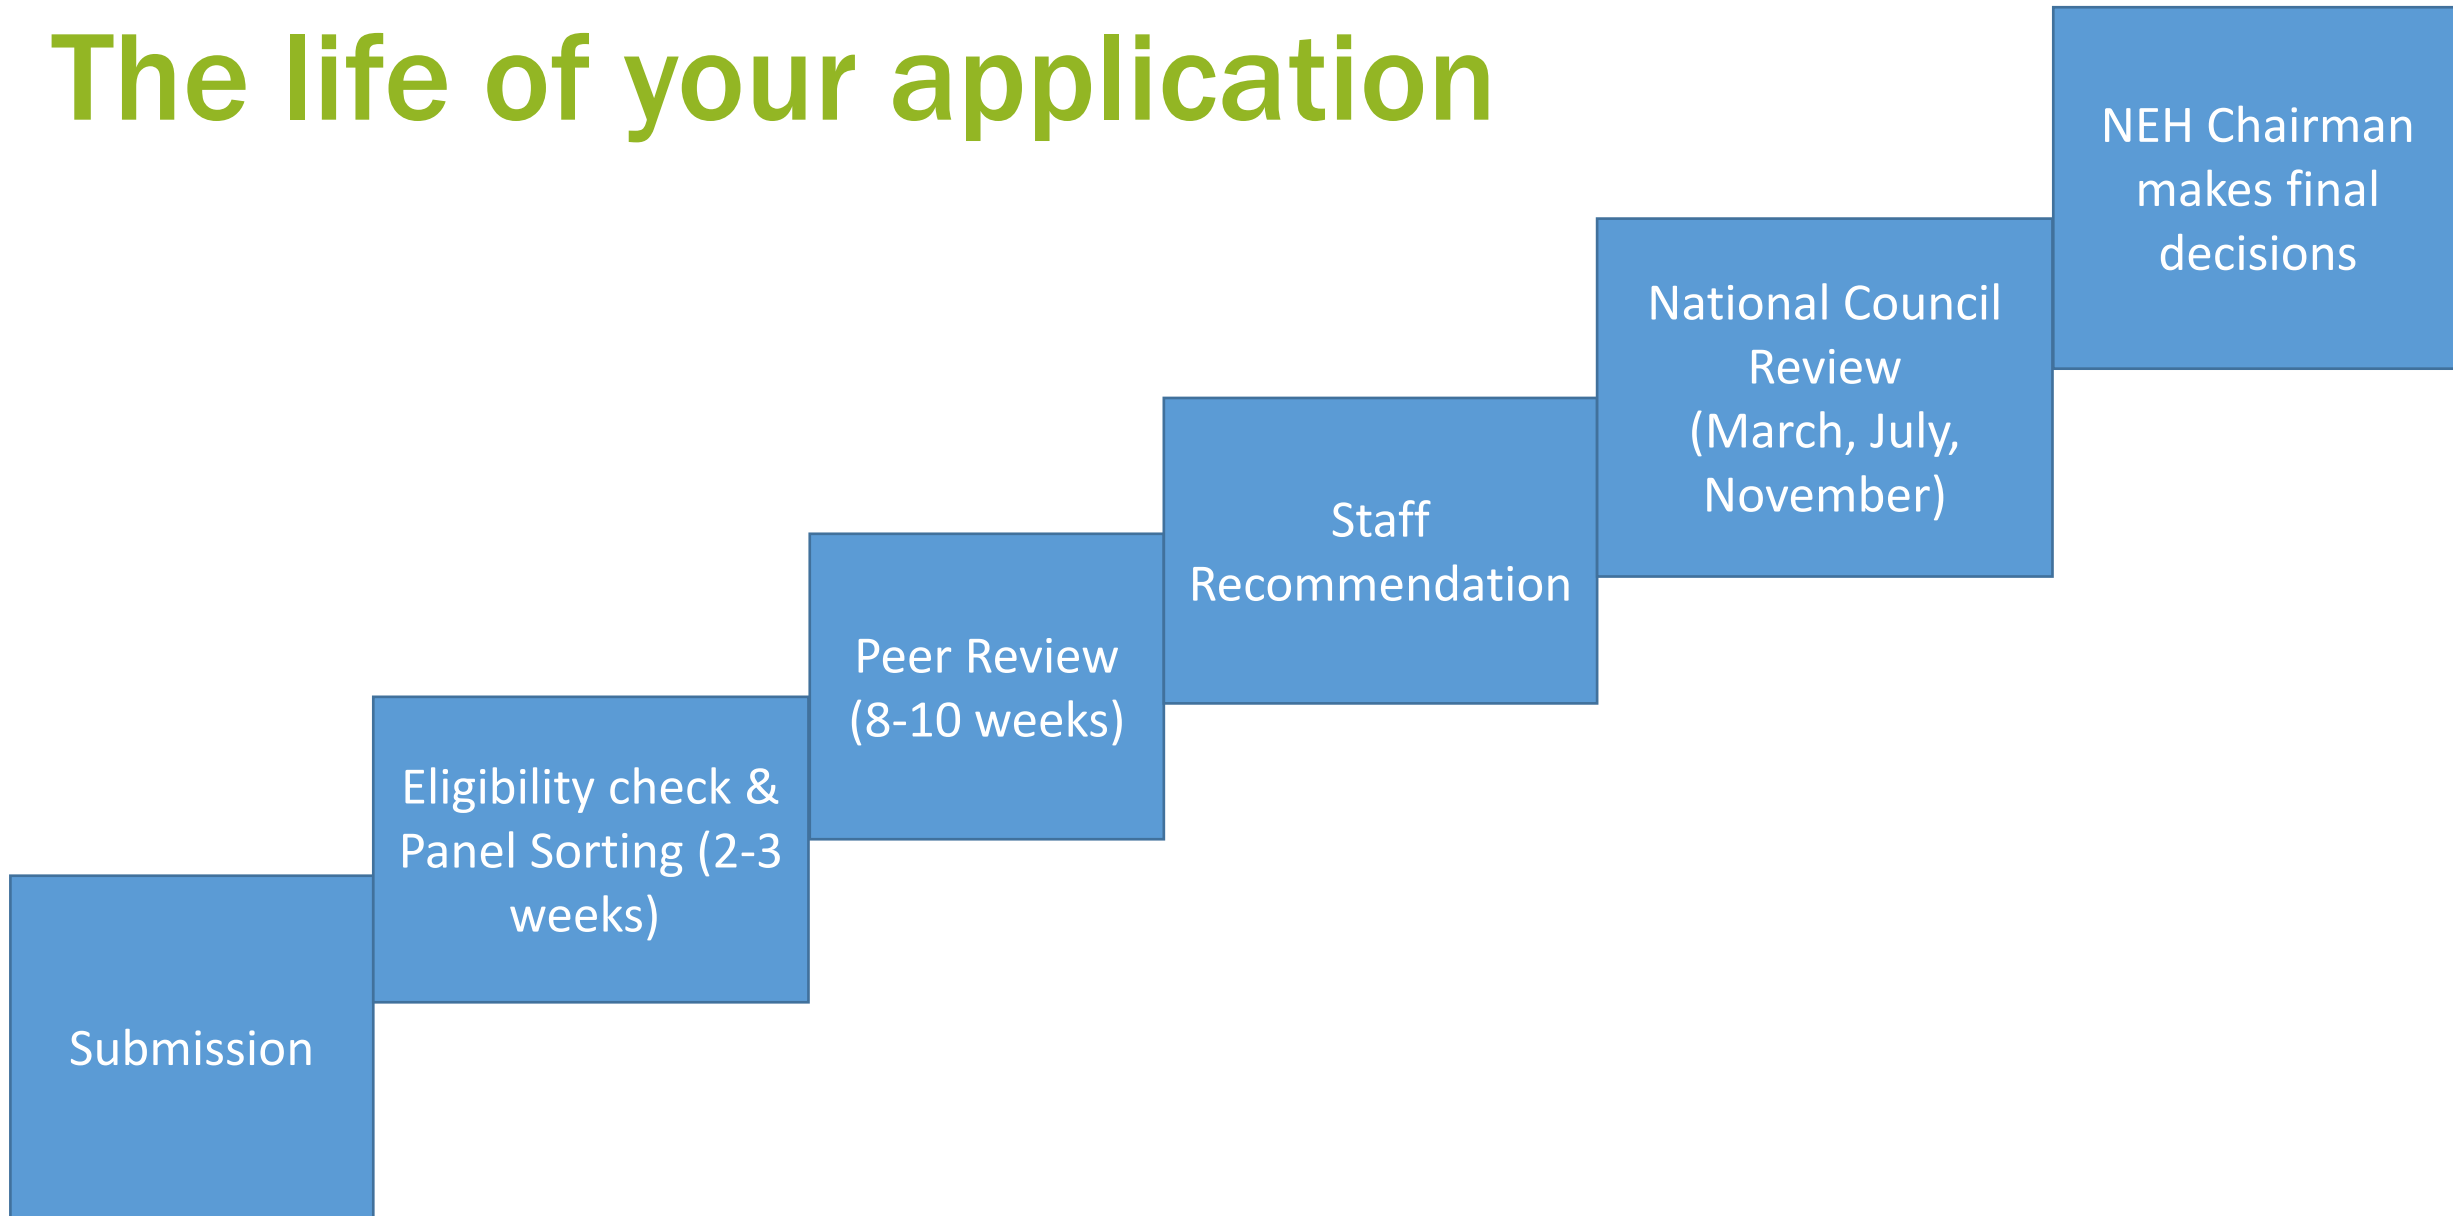 The life of your application
Submission
Eligibility check &
Panel Sorting (2-3
weeks)
Peer Review
(8-10 weeks)
Staff
Recommendation
National Council
Review
(March, July,
November)
NEH Chairman
makes final
decisions